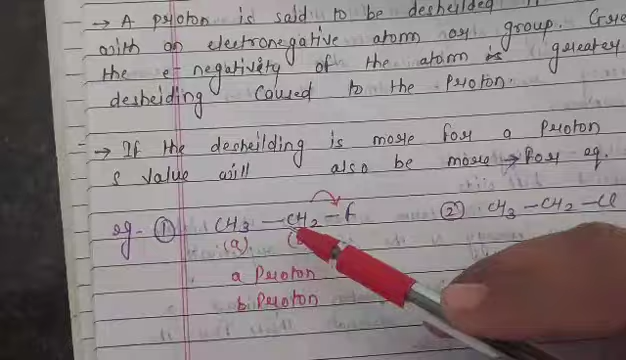 → A proton is said to be desheilded
with an electronegative atom or group.
the e- negativity of the atom is greater
desheiding caused to the proton.
→ If the desheilding is more for a proton
S value will also be more → For eg.
eg- ① CH3 - CH2 - F ② CH3 - CH2 - Cl
(a)
a Proton
b Proton